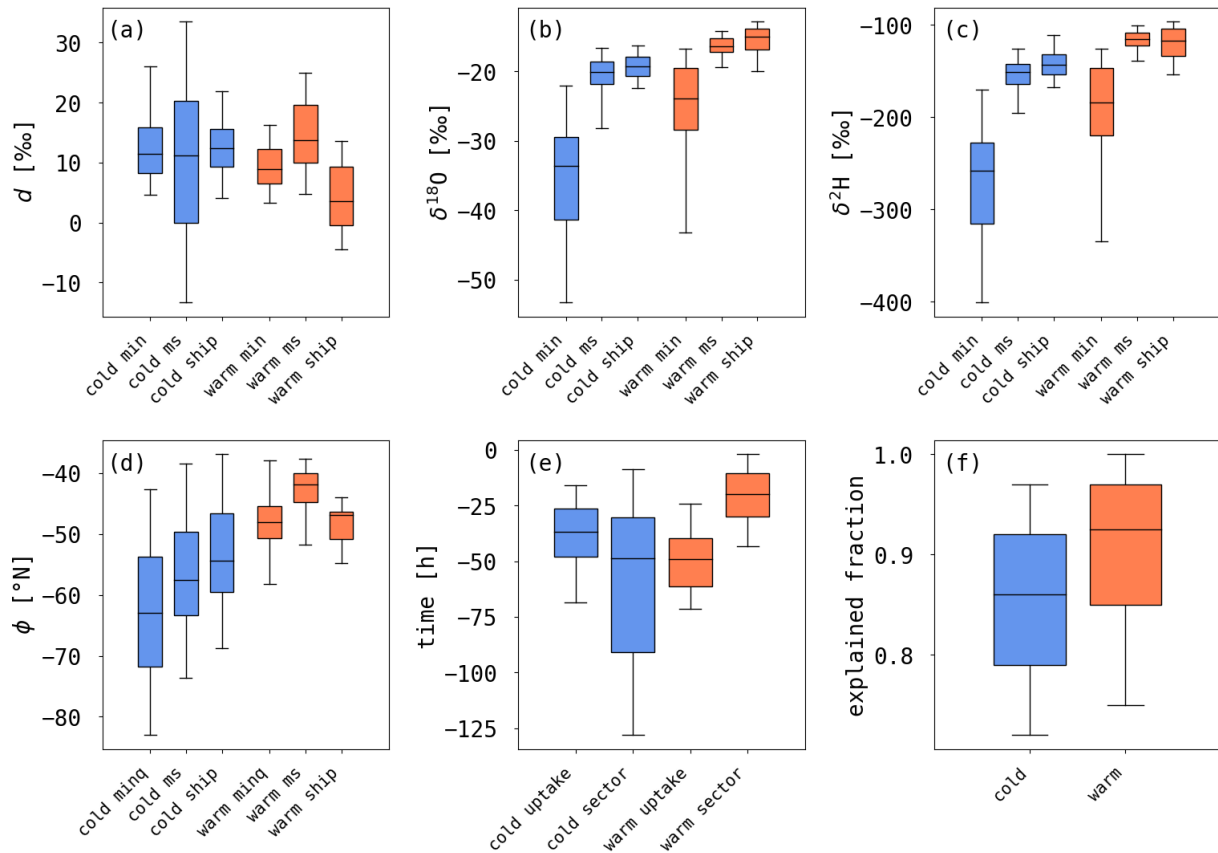 (a)
d [‰]
30
20
10
0
−10
cold min
cold ms
cold ship
warm min
warm ms
warm ship
(b)
δ¹⁸O [‰]
−20
−30
−40
−50
cold min
cold ms
cold ship
warm min
warm ms
warm ship
(c)
δ²H [‰]
−100
−200
−300
−400
cold min
cold ms
cold ship
warm min
warm ms
warm ship
(d)
ϕ [°N]
−40
−50
−60
−70
−80
cold minq
cold ms
cold ship
warm minq
warm ms
warm ship
(e)
time [h]
0
−25
−50
−75
−100
−125
cold uptake
cold sector
warm uptake
warm sector
(f)
explained fraction
1.0
0.9
0.8
cold
warm